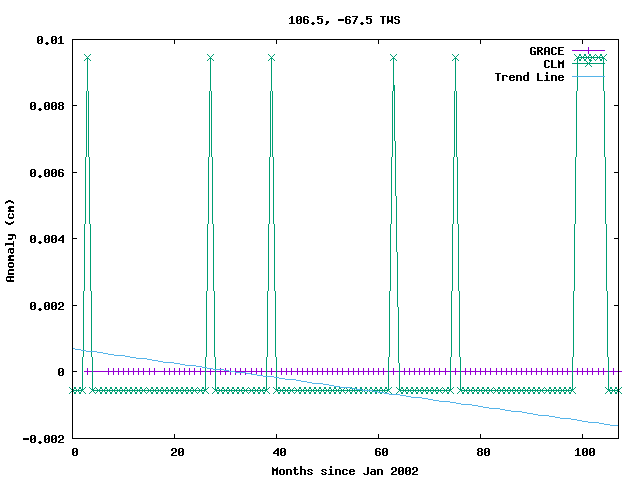 106.5, -67.5 TWS
0.01
0.008
0.006
0.004
0.002
0
-0.002
Anomaly (cm)
GRACE
CLM
Trend Line
0 20 40 60 80 100
Months since Jan 2002